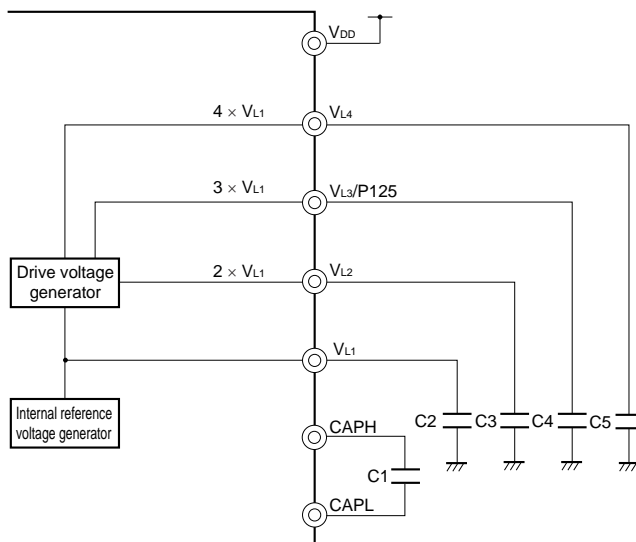 VDD
4 × VL1
VL4
3 × VL1
VL3/P125
Drive voltage
generator
2 × VL1
VL2
VL1
Internal reference
voltage generator
CAPH
C2
C3
C4
C5
C1
CAPL